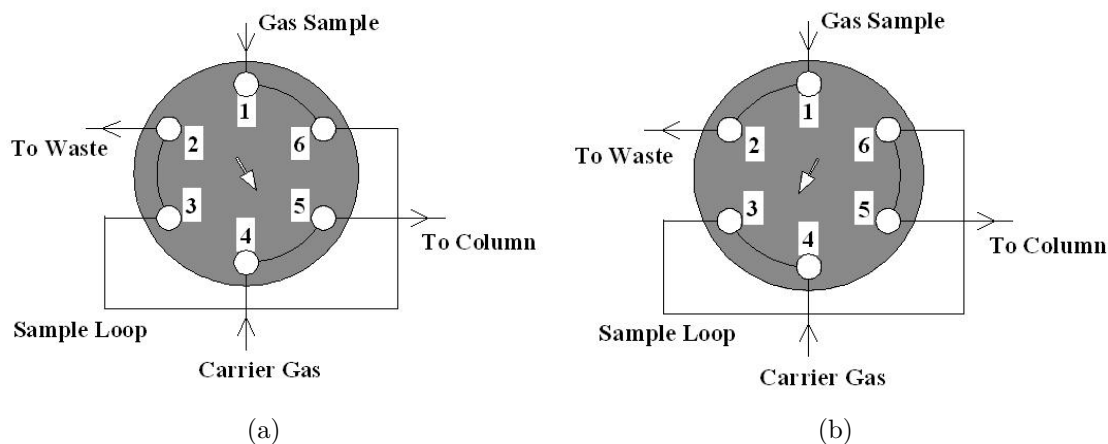 Gas Sample
1
2
6
To Waste
3
5
4
To Column
Sample Loop
Carrier Gas
(a)
Gas Sample
1
2
6
To Waste
3
5
4
To Column
Sample Loop
Carrier Gas
(b)